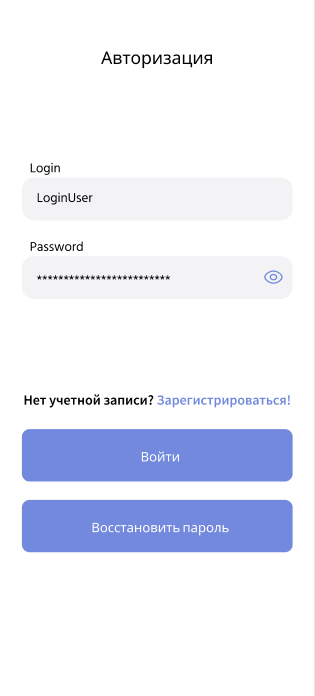 Авторизация
Login
LoginUser
Password
**************************
Нет учетной записи? Зарегистрироваться!
Войти
Восстановить пароль